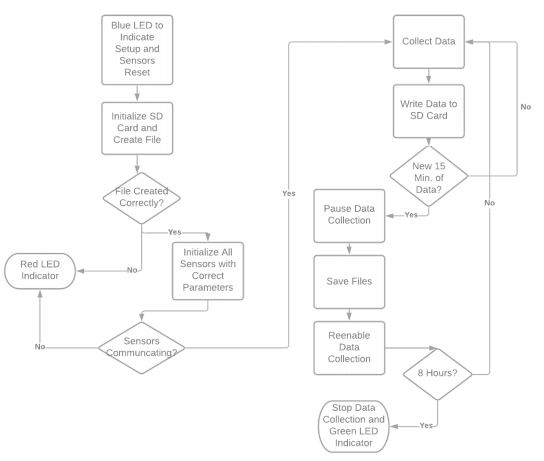 Blue LED to
Indicate
Setup and
Sensors
Reset
Initialize SD
Card and
Create File
File Created
Correctly?
Yes
No
Red LED
Indicator
Initialize All
Sensors with
Correct
Parameters
Sensors
Communcating?
No
Yes
Collect Data
Write Data to
SD Card
New 15
Min. of
Data?
No
Yes
Pause Data
Collection
Save Files
Reenable
Data
Collection
8 Hours?
No
Yes
Stop Data
Collection and
Green LED
Indicator